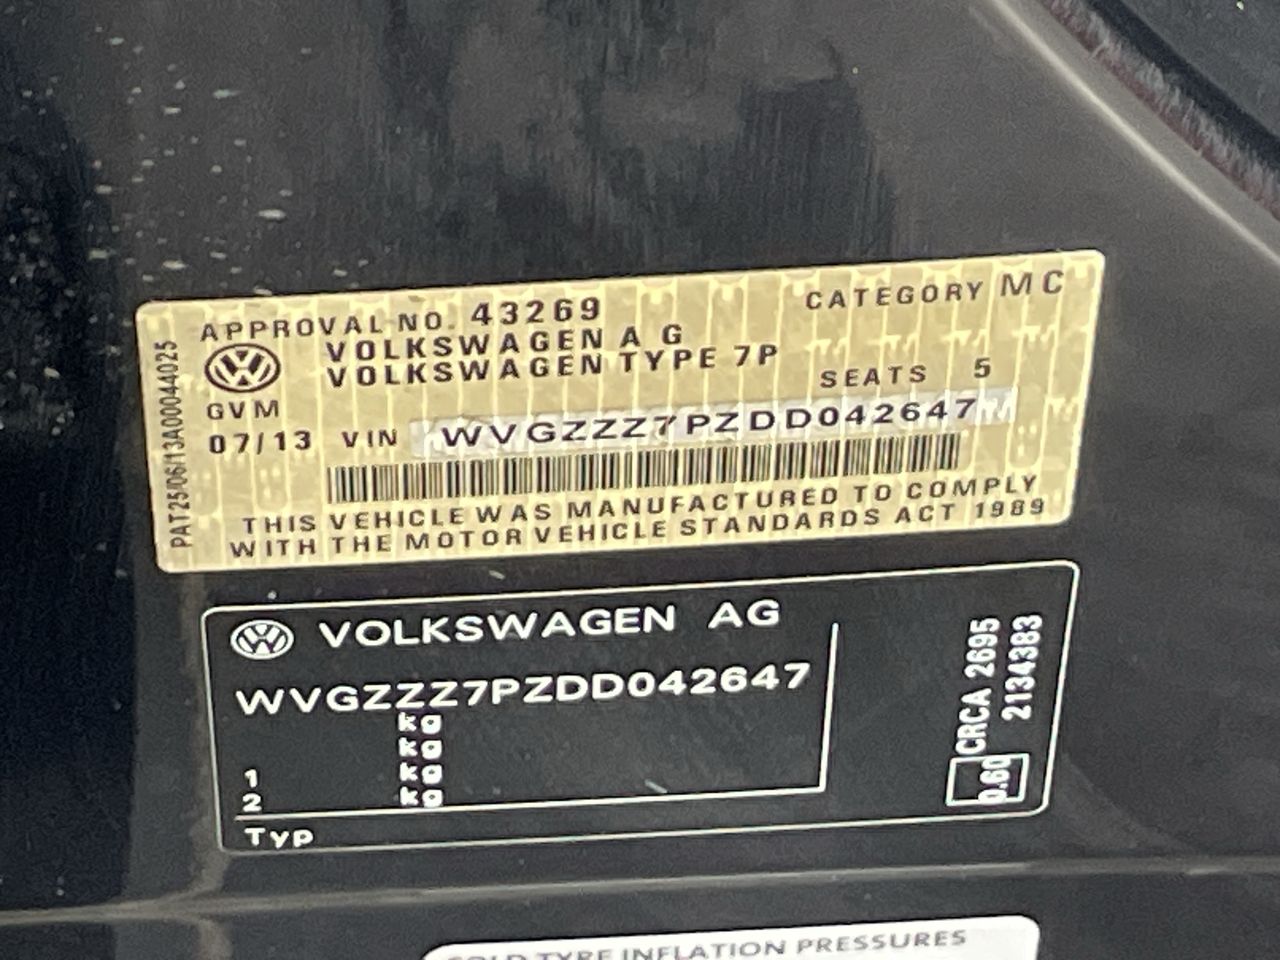 APPROVAL NO. 43269
CATEGORY MC
VOLKSWAGEN AG
VOLKSWAGEN TYPE 7P
SEATS 5
GVM
07/13 VIN WVGZZZ7PZDD042647
THIS VEHICLE WAS MANUFACTURED TO COMPLY
WITH THE MOTOR VEHICLE STANDARDS ACT 1989
PAT25/06/13A00044025
VOLKSWAGEN AG
WVGZZZ7PZDD042647
kg
kg
1 kg
2 kg
Typ
CRCA 2695
2134383
0.60
COLD TYRE INFLATION PRESSURES